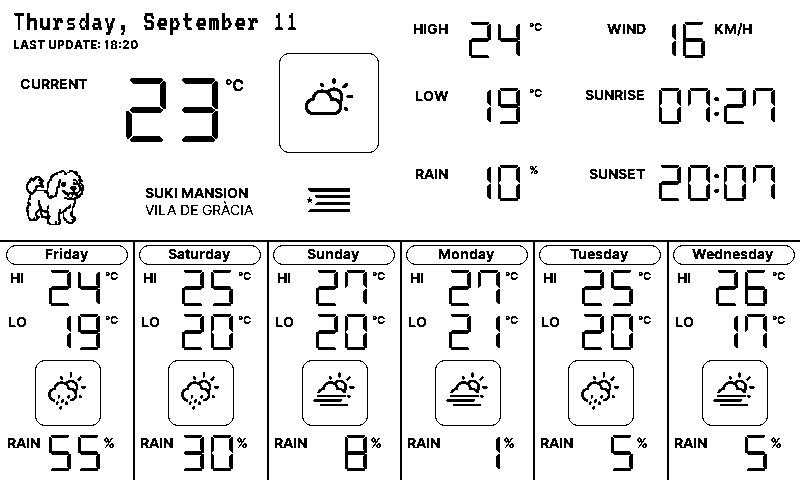 Thursday, September 11
LAST UPDATE: 18:20
CURRENT 23 °C
SUKI MANSION
VILA DE GRÀCIA
HIGH 24 °C
LOW 19 °C
RAIN 10 %
WIND 16 KM/H
SUNRISE 07:27
SUNSET 20:07
Friday
HI 24 °C
LO 19 °C
RAIN 55 %
Saturday
HI 25 °C
LO 20 °C
RAIN 30 %
Sunday
HI 27 °C
LO 20 °C
RAIN 8 %
Monday
HI 27 °C
LO 21 °C
RAIN 1 %
Tuesday
HI 25 °C
LO 20 °C
RAIN 5 %
Wednesday
HI 26 °C
LO 17 °C
RAIN 5 %